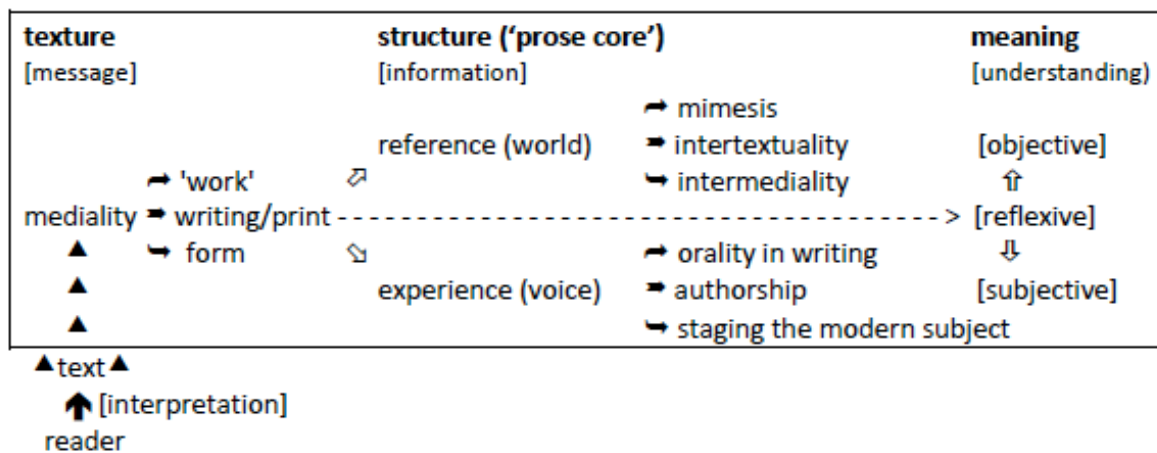 texture structure (‘prose core’) meaning
[message] [information] [understanding)
➦ mimesis
reference (world) ➨ intertextuality [objective]
➦ 'work' ⬀ ➥ intermediality ⇧
mediality ➨ writing/print - - - - - - - - - - - - - - - - - - - - - - - - - - - - - - - - - - - - - - > [reflexive]
▲ ➥ form ⬂ ➦ orality in writing ⇩
▲ experience (voice) ➨ authorship [subjective]
▲ ➥ staging the modern subject
▲text▲
🡅 [interpretation]
reader